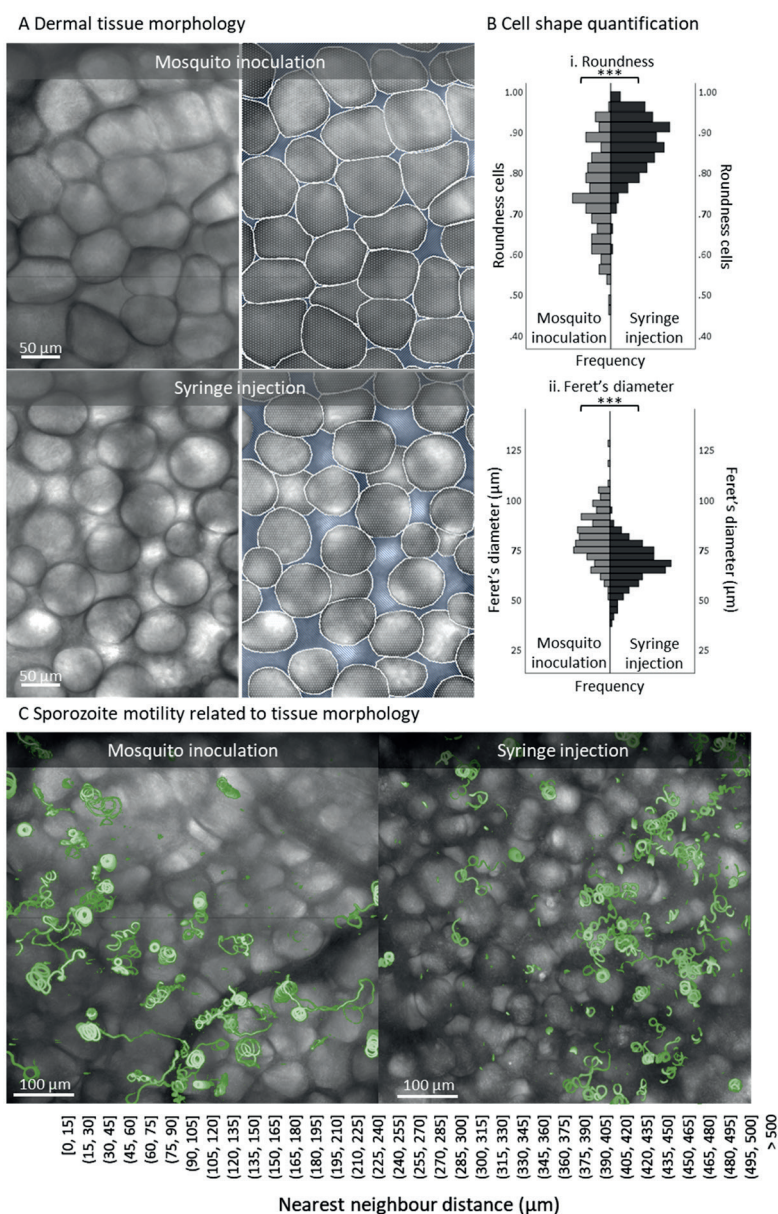 A Dermal tissue morphology
Mosquito inoculation
50 µm
Syringe injection
50 µm
B Cell shape quantification
i. Roundness
***
1.00
.90
.80
.70
.60
.50
.40
Roundness cells
1.00
.90
.80
.70
.60
.50
.40
Roundness cells
Mosquito inoculation
Syringe injection
Frequency
ii. Feret's diameter
***
125
100
75
50
25
Feret's diameter (µm)
125
100
75
50
25
Feret's diameter (µm)
Mosquito inoculation
Syringe injection
Frequency
C Sporozoite motility related to tissue morphology
Mosquito inoculation
100 µm
Syringe injection
100 µm
[0, 15]
(15, 30]
(30, 45]
(45, 60]
(60, 75]
(75, 90]
(90, 105]
(105, 120]
(120, 135]
(135, 150]
(150, 165]
(165, 180]
(180, 195]
(195, 210]
(210, 225]
(225, 240]
(240, 255]
(255, 270]
(270, 285]
(285, 300]
(300, 315]
(315, 330]
(330, 345]
(345, 360]
(360, 375]
(375, 390]
(390, 405]
(405, 420]
(420, 435]
(435, 450]
(450, 465]
(465, 480]
(480, 495]
(495, 500]
> 500
Nearest neighbour distance (µm)